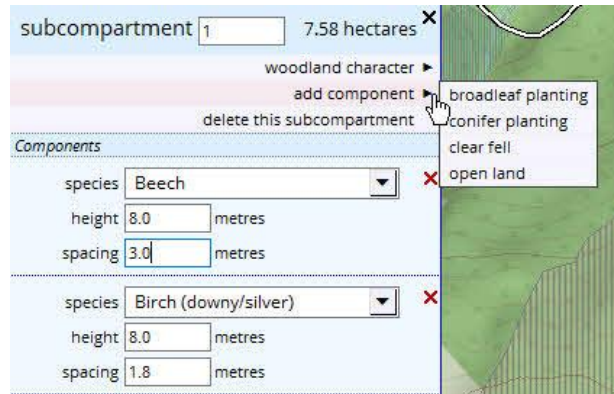 subcompartment 1 7.58 hectares
woodland character
add component
broadleaf planting
conifer planting
clear fell
open land
delete this subcompartment
Components
species Beech
height 8.0 metres
spacing 3.0 metres
species Birch (downy/silver)
height 8.0 metres
spacing 1.8 metres